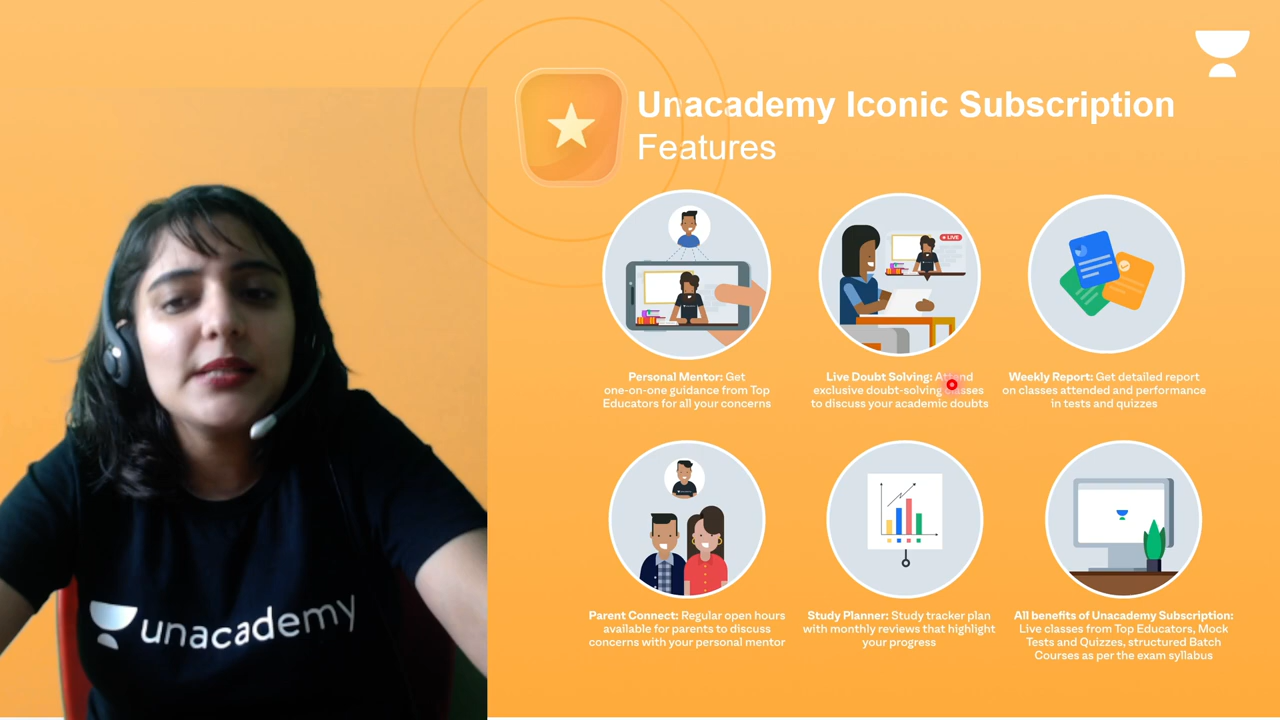 Unacademy Iconic Subscription
Features
LIVE
Personal Mentor: Get
one-on-one guidance from Top
Educators for all your concerns
Live Doubt Solving: Attend
exclusive doubt-solving classes
to discuss your academic doubts
Weekly Report: Get detailed report
on classes attended and performance
in tests and quizzes
Parent Connect: Regular open hours
available for parents to discuss
concerns with your personal mentor
Study Planner: Study tracker plan
with monthly reviews that highlight
your progress
All benefits of Unacademy Subscription:
Live classes from Top Educators, Mock
Tests and Quizzes, structured Batch
Courses as per the exam syllabus
unacademy